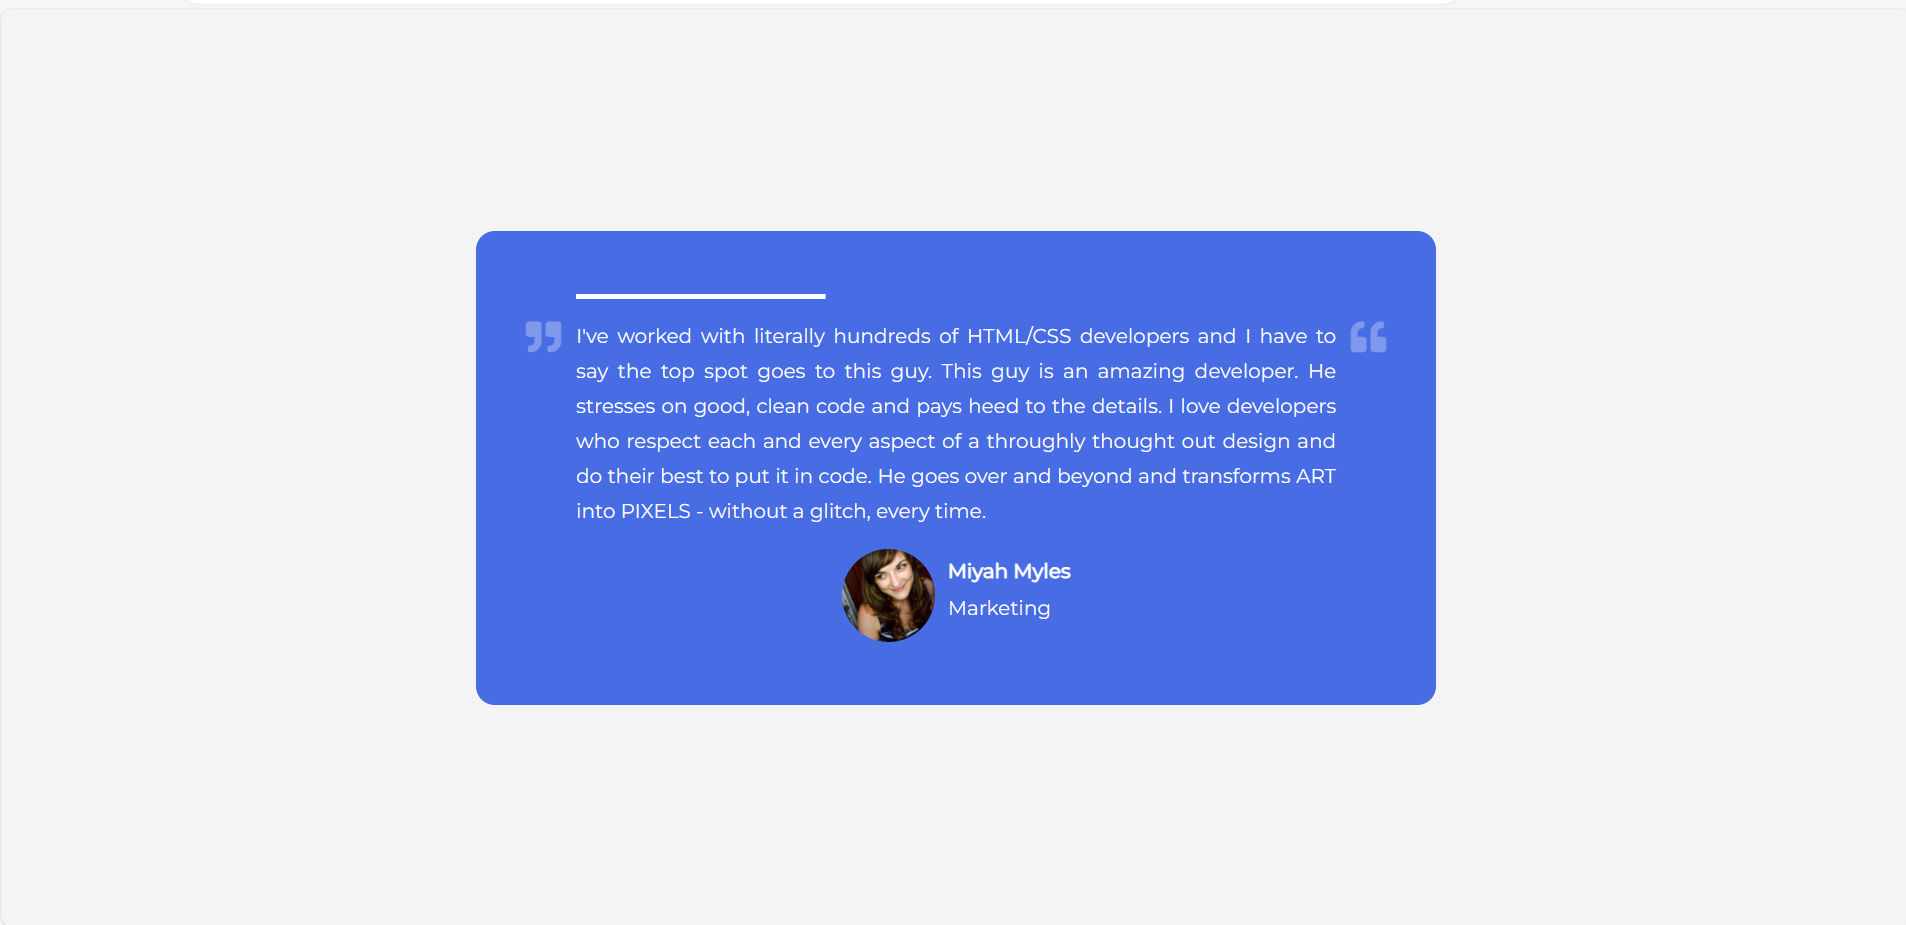 I've worked with literally hundreds of HTML/CSS developers and I have to
say the top spot goes to this guy. This guy is an amazing developer. He
stresses on good, clean code and pays heed to the details. I love developers
who respect each and every aspect of a throughly thought out design and
do their best to put it in code. He goes over and beyond and transforms ART
into PIXELS - without a glitch, every time.
Miyah Myles
Marketing